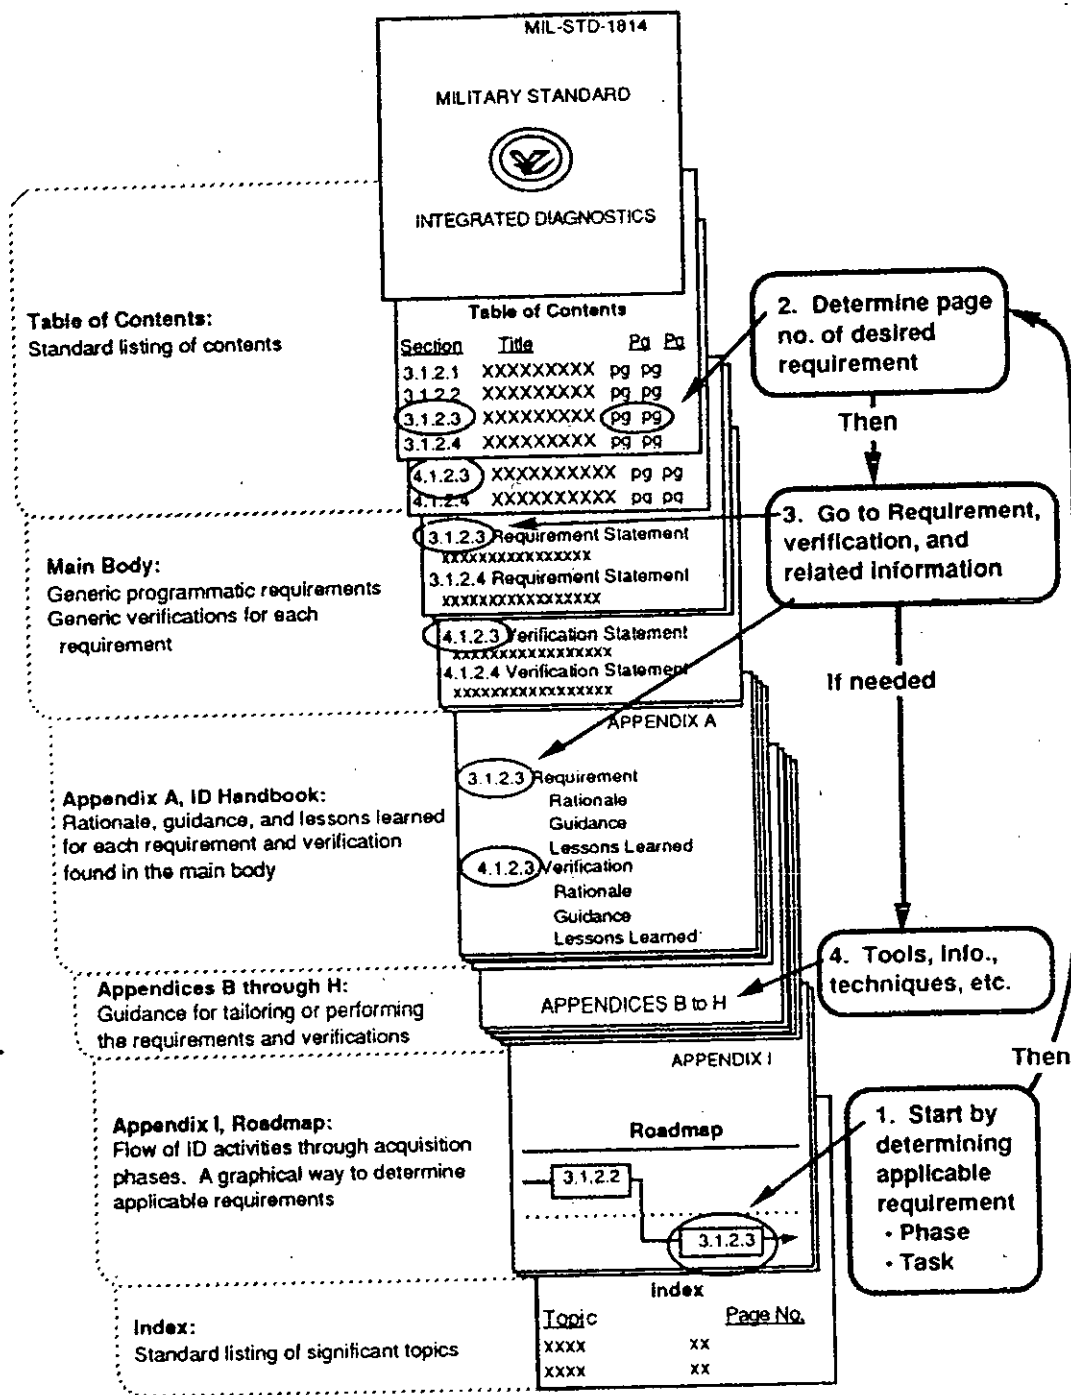 MIL-STD-1814
MILITARY STANDARD
INTEGRATED DIAGNOSTICS
Table of Contents:
Standard listing of contents
Table of Contents
Section Title Pg Pg
3.1.2.1 XXXXXXXXX pg pg
3.1.2.2 XXXXXXXXX pg pg
3.1.2.3 XXXXXXXXX pg pg
3.1.2.4 XXXXXXXXX pg pg
4.1.2.3 XXXXXXXXXX pg pg
4.1.2.4 XXXXXXXXXX pg pg
2. Determine page
no. of desired
requirement
Then
3. Go to Requirement,
verification, and
related information
If needed
Main Body:
Generic programmatic requirements
Generic verifications for each
requirement
3.1.2.3 Requirement Statement
xxxxxxxxxxxxxxxxx
3.1.2.4 Requirement Statement
xxxxxxxxxxxxxxxxxx
4.1.2.3 Verification Statement
xxxxxxxxxxxxxxxxxx
4.1.2.4 Verification Statement
xxxxxxxxxxxxxxxxxx
APPENDIX A
Appendix A, ID Handbook:
Rationale, guidance, and lessons learned
for each requirement and verification
found in the main body
3.1.2.3 Requirement
Rationale
Guidance
Lessons Learned
4.1.2.3 Verification
Rationale
Guidance
Lessons Learned
4. Tools, info.,
techniques, etc.
Appendices B through H:
Guidance for tailoring or performing
the requirements and verifications
APPENDICES B to H
Then
APPENDIX I
Appendix I, Roadmap:
Flow of ID activities through acquisition
phases. A graphical way to determine
applicable requirements
Roadmap
3.1.2.2
3.1.2.3
1. Start by
determining
applicable
requirement
• Phase
• Task
Index:
Standard listing of significant topics
Index
Topic Page No.
xxxx xx
xxxx xx